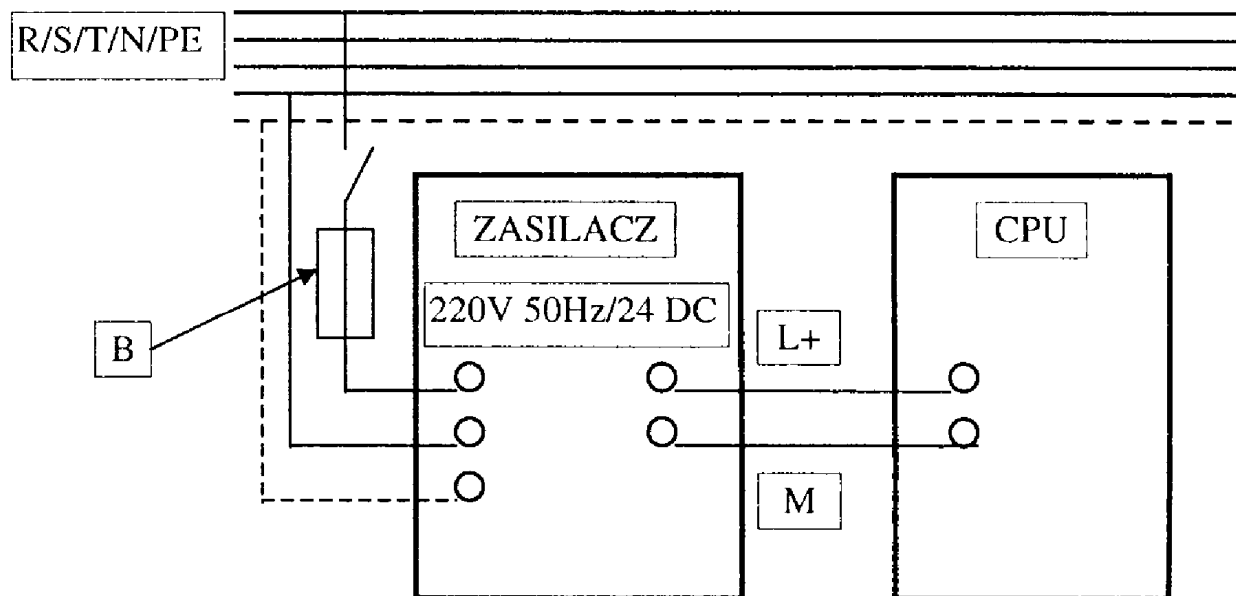 R/S/T/N/PE
ZASILACZ
CPU
220V 50Hz/24 DC
L+
B
M